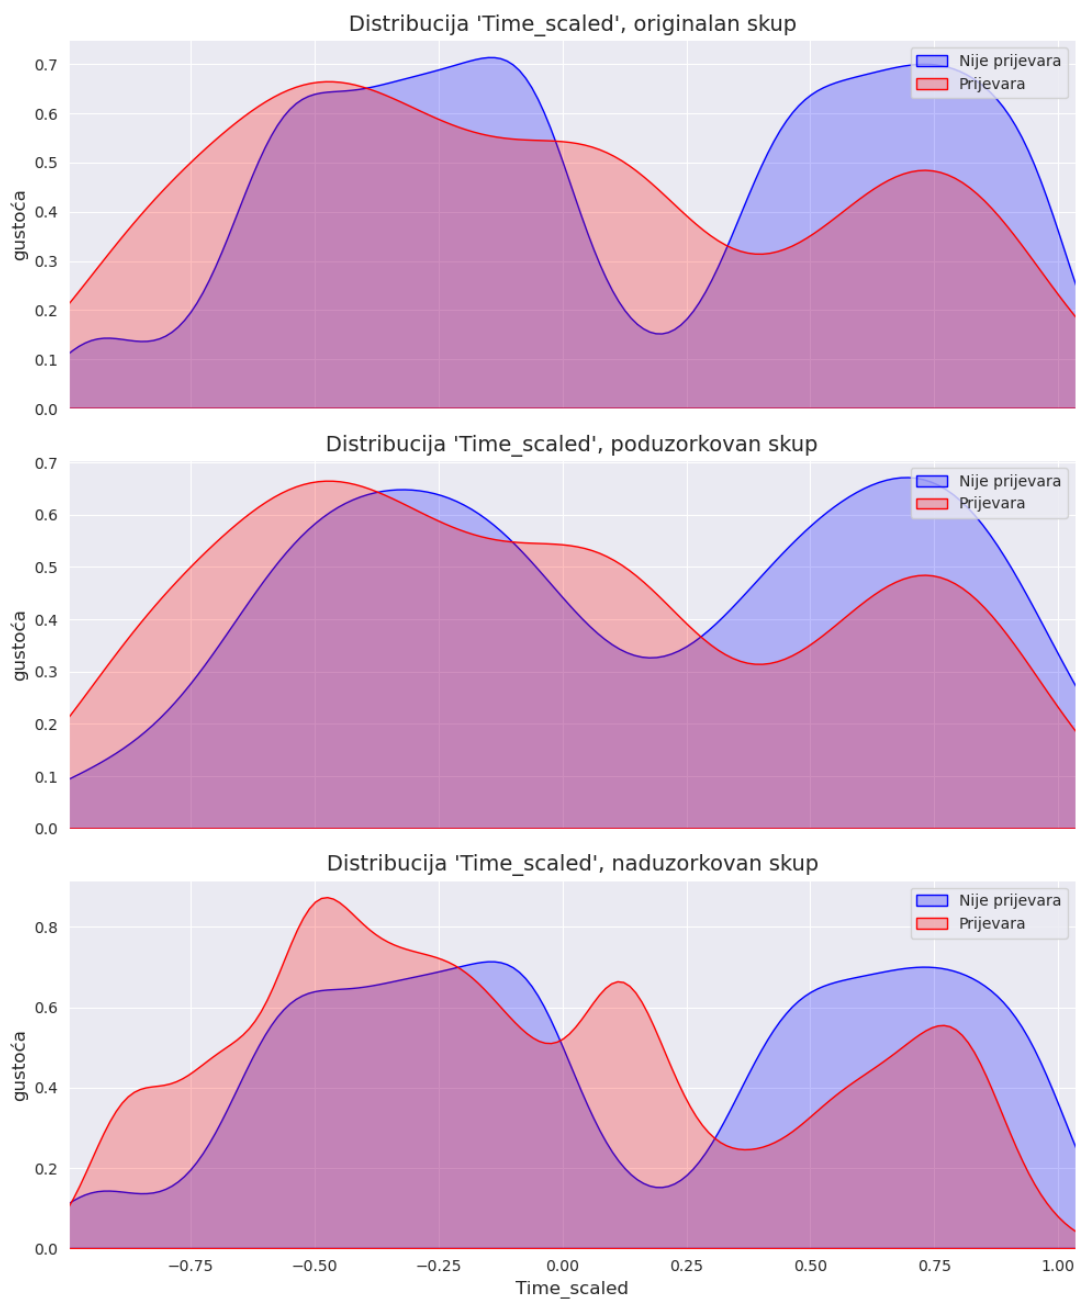 Distribucija 'Time_scaled', originalan skup
Nije prijevara
Prijevara
gustoća
0.7
0.6
0.5
0.4
0.3
0.2
0.1
0.0
Distribucija 'Time_scaled', poduzorkovan skup
Nije prijevara
Prijevara
gustoća
0.7
0.6
0.5
0.4
0.3
0.2
0.1
0.0
Distribucija 'Time_scaled', naduzorkovan skup
Nije prijevara
Prijevara
gustoća
0.8
0.6
0.4
0.2
0.0
−0.75 −0.50 −0.25 0.00 0.25 0.50 0.75 1.00
Time_scaled